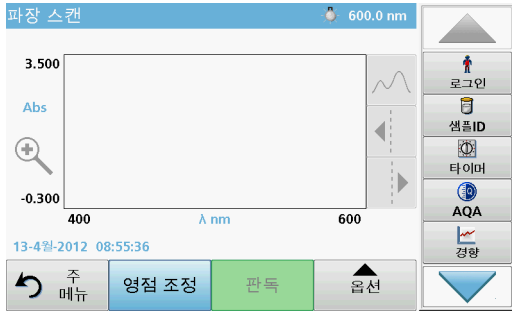 파장 스캔
600.0 nm
3.500
Abs
-0.300
400
λ nm
600
13-4월-2012 08:55:36
주
메뉴
영점 조정
판독
옵션
로그인
샘플ID
타이머
AQA
경향